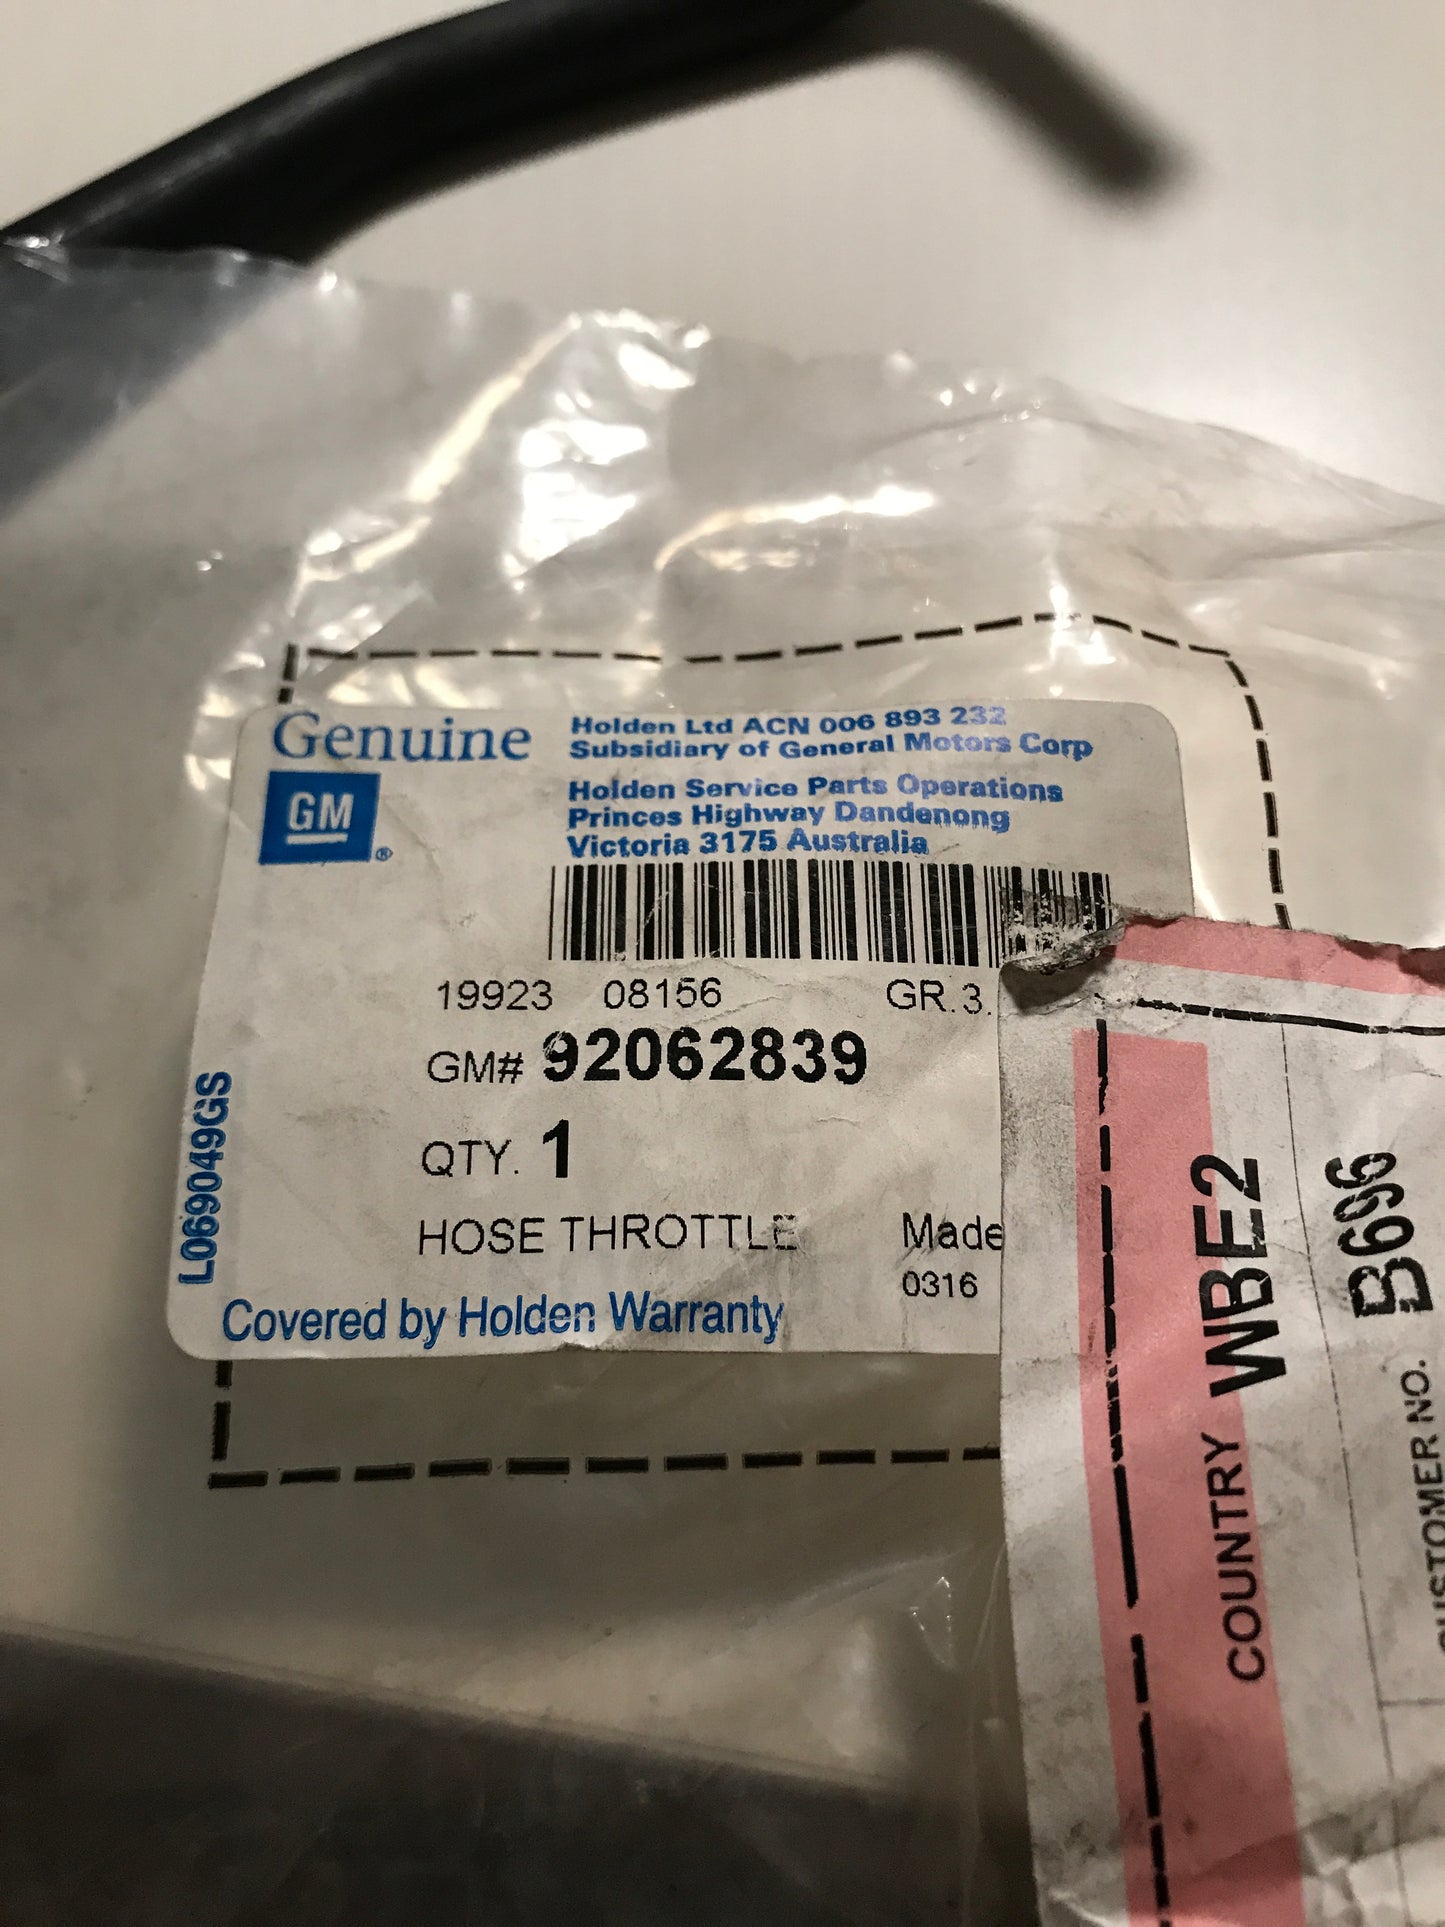 Genuine
GM
®
Holden Ltd ACN 006 893 232
Subsidiary of General Motors Corp
Holden Service Parts Operations
Princes Highway Dandenong
Victoria 3175 Australia
19923 08156 GR.3.
GM# 92062839
QTY. 1
HOSE THROTTLE Made
0316
Covered by Holden Warranty
L069049GS
COUNTRY WBE2
CUSTOMER NO. B696